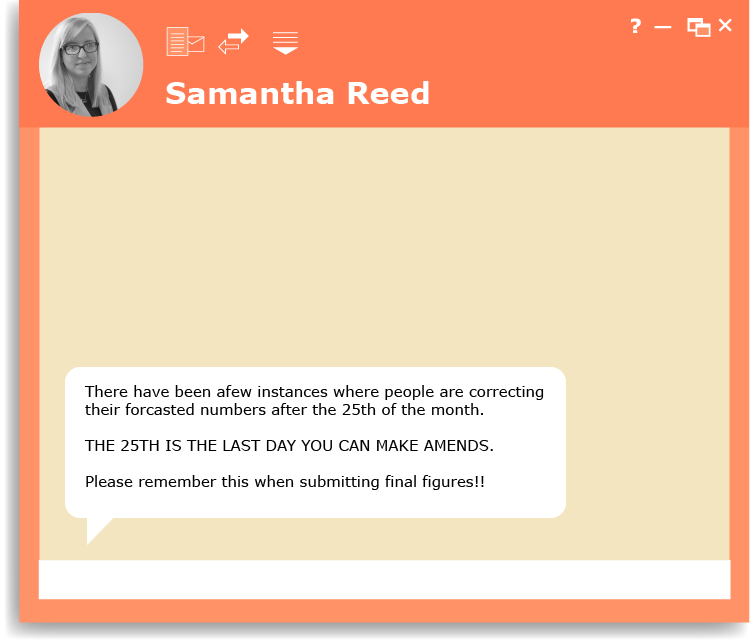 ?
Samantha Reed
There have been afew instances where people are correcting
their forcasted numbers after the 25th of the month.
THE 25TH IS THE LAST DAY YOU CAN MAKE AMENDS.
Please remember this when submitting final figures!!